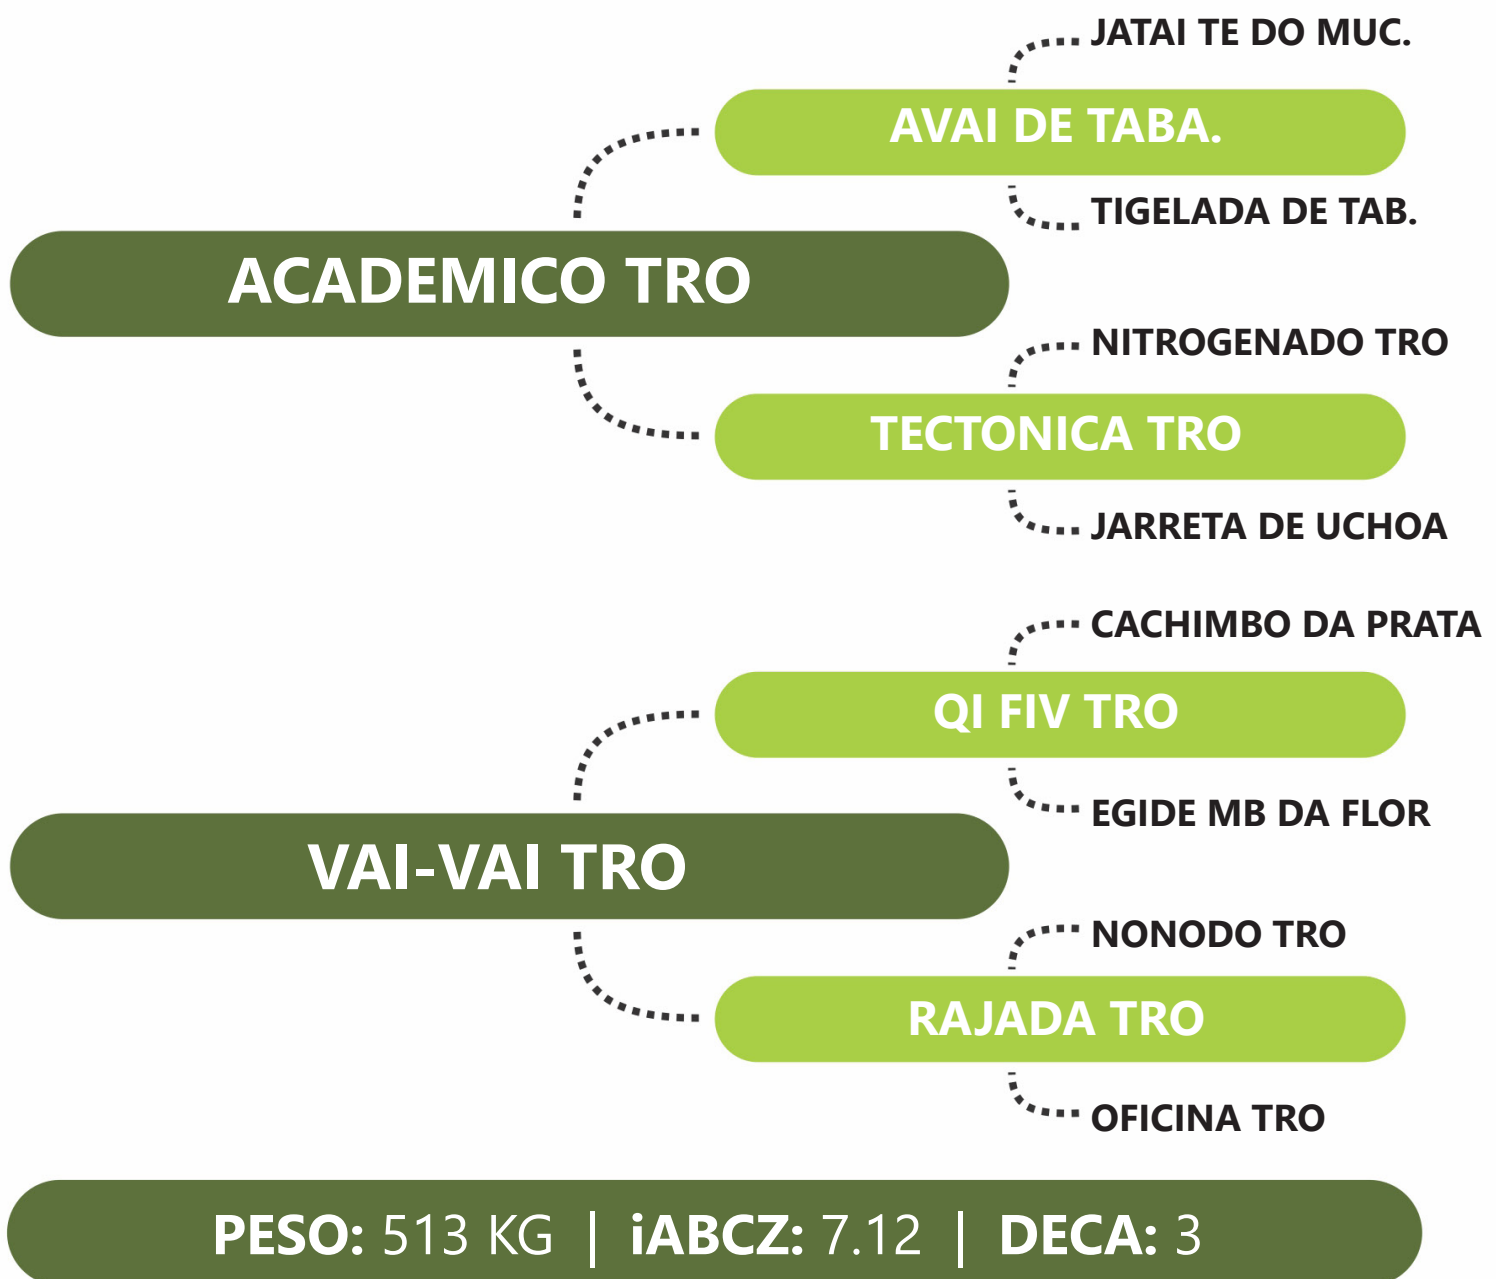 JATAI TE DO MUC.
AVAI DE TABA.
TIGELADA DE TAB.
ACADEMICO TRO
NITROGENADO TRO
TECTONICA TRO
JARRETA DE UCHOA
CACHIMBO DA PRATA
QI FIV TRO
EGIDE MB DA FLOR
VAI-VAI TRO
NONODO TRO
RAJADA TRO
OFICINA TRO
PESO: 513 KG | iABCZ: 7.12 | DECA: 3